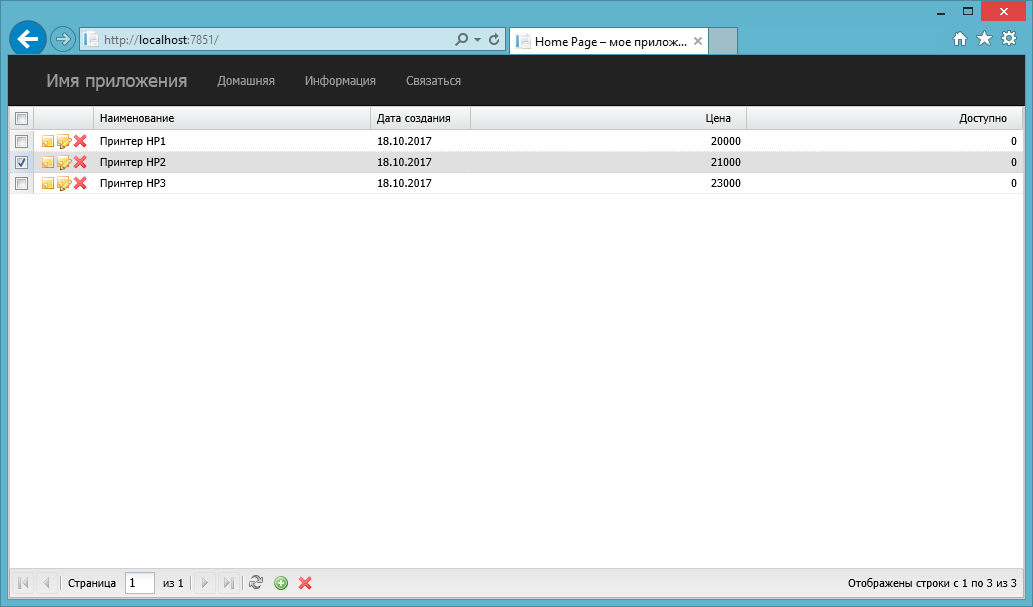 http://localhost:7851/
Home Page – мое прилож...
Имя приложения Домашняя Информация Связаться
Наименование Дата создания Цена Доступно
Принтер HP1 18.10.2017 20000 0
Принтер HP2 18.10.2017 21000 0
Принтер HP3 18.10.2017 23000 0
Страница 1 из 1 Отображены строки с 1 по 3 из 3